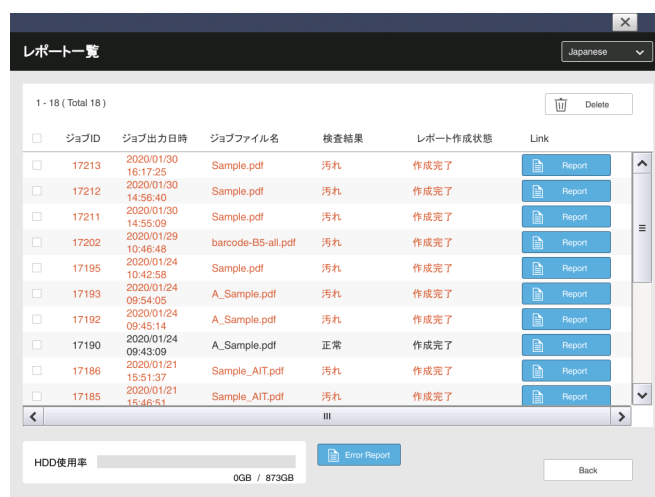 レポート一覧
Japanese
1 - 18 ( Total 18 )
Delete
ジョブID ジョブ出力日時 ジョブファイル名 検査結果 レポート作成状態 Link
17213 2020/01/30 16:17:25 Sample.pdf 汚れ 作成完了 Report
17212 2020/01/30 14:56:40 Sample.pdf 汚れ 作成完了 Report
17211 2020/01/30 14:55:09 Sample.pdf 汚れ 作成完了 Report
17202 2020/01/29 10:46:48 barcode-B5-all.pdf 汚れ 作成完了 Report
17195 2020/01/24 10:42:58 Sample.pdf 汚れ 作成完了 Report
17193 2020/01/24 09:54:05 A_Sample.pdf 汚れ 作成完了 Report
17192 2020/01/24 09:45:14 A_Sample.pdf 汚れ 作成完了 Report
17190 2020/01/24 09:43:09 A_Sample.pdf 正常 作成完了 Report
17186 2020/01/21 15:51:37 Sample_AIT.pdf 汚れ 作成完了 Report
17185 2020/01/21 15:46:51 Sample_AIT.pdf 汚れ 作成完了 Report
HDD使用率
0GB / 873GB
Error Report
Back